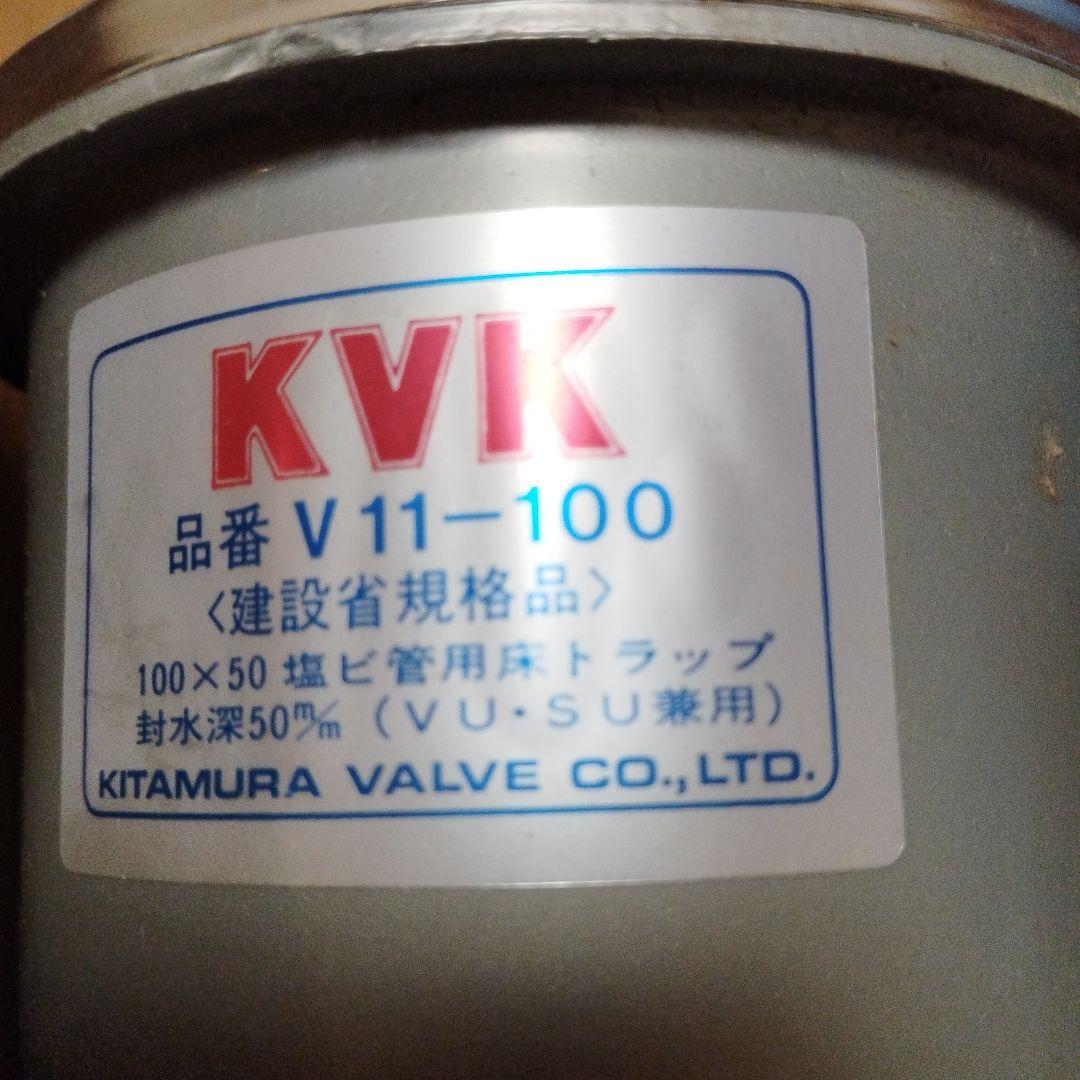 KVK
品番 V11-100
〈建設省規格品〉
100×50 塩ビ管用床トラップ
封水深50m/m (VU・SU兼用)
KITAMURA VALVE CO.,LTD.